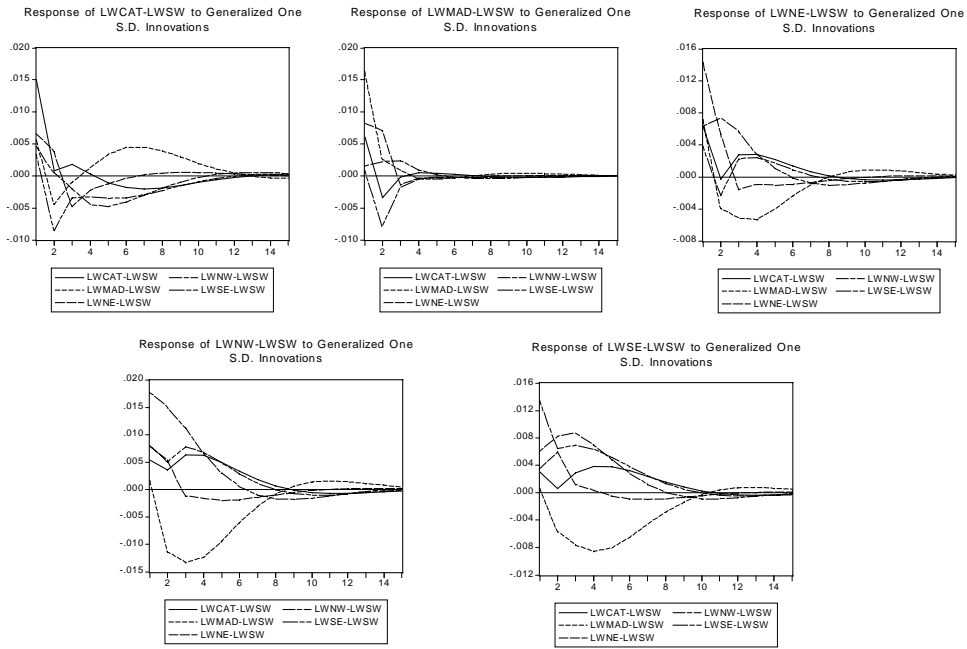 Response of LWCAT-LWSW to Generalized One
S.D. Innovations
.020
.015
.010
.005
.000
-.005
-.010
2 4 6 8 10 12 14
LWCAT-LWSW LWNW-LWSW
LWMAD-LWSW LWSE-LWSW
LWNE-LWSW
Response of LWMAD-LWSW to Generalized One
S.D. Innovations
.020
.015
.010
.005
.000
-.005
-.010
2 4 6 8 10 12 14
LWCAT-LWSW LWNW-LWSW
LWMAD-LWSW LWSE-LWSW
LWNE-LWSW
Response of LWNE-LWSW to Generalized One
S.D. Innovations
.016
.012
.008
.004
.000
-.004
-.008
2 4 6 8 10 12 14
LWCAT-LWSW LWNW-LWSW
LWMAD-LWSW LWSE-LWSW
LWNE-LWSW
Response of LWNW-LWSW to Generalized One
S.D. Innovations
.020
.015
.010
.005
.000
-.005
-.010
-.015
2 4 6 8 10 12 14
LWCAT-LWSW LWNW-LWSW
LWMAD-LWSW LWSE-LWSW
LWNE-LWSW
Response of LWSE-LWSW to Generalized One
S.D. Innovations
.016
.012
.008
.004
.000
-.004
-.008
-.012
2 4 6 8 10 12 14
LWCAT-LWSW LWNW-LWSW
LWMAD-LWSW LWSE-LWSW
LWNE-LWSW